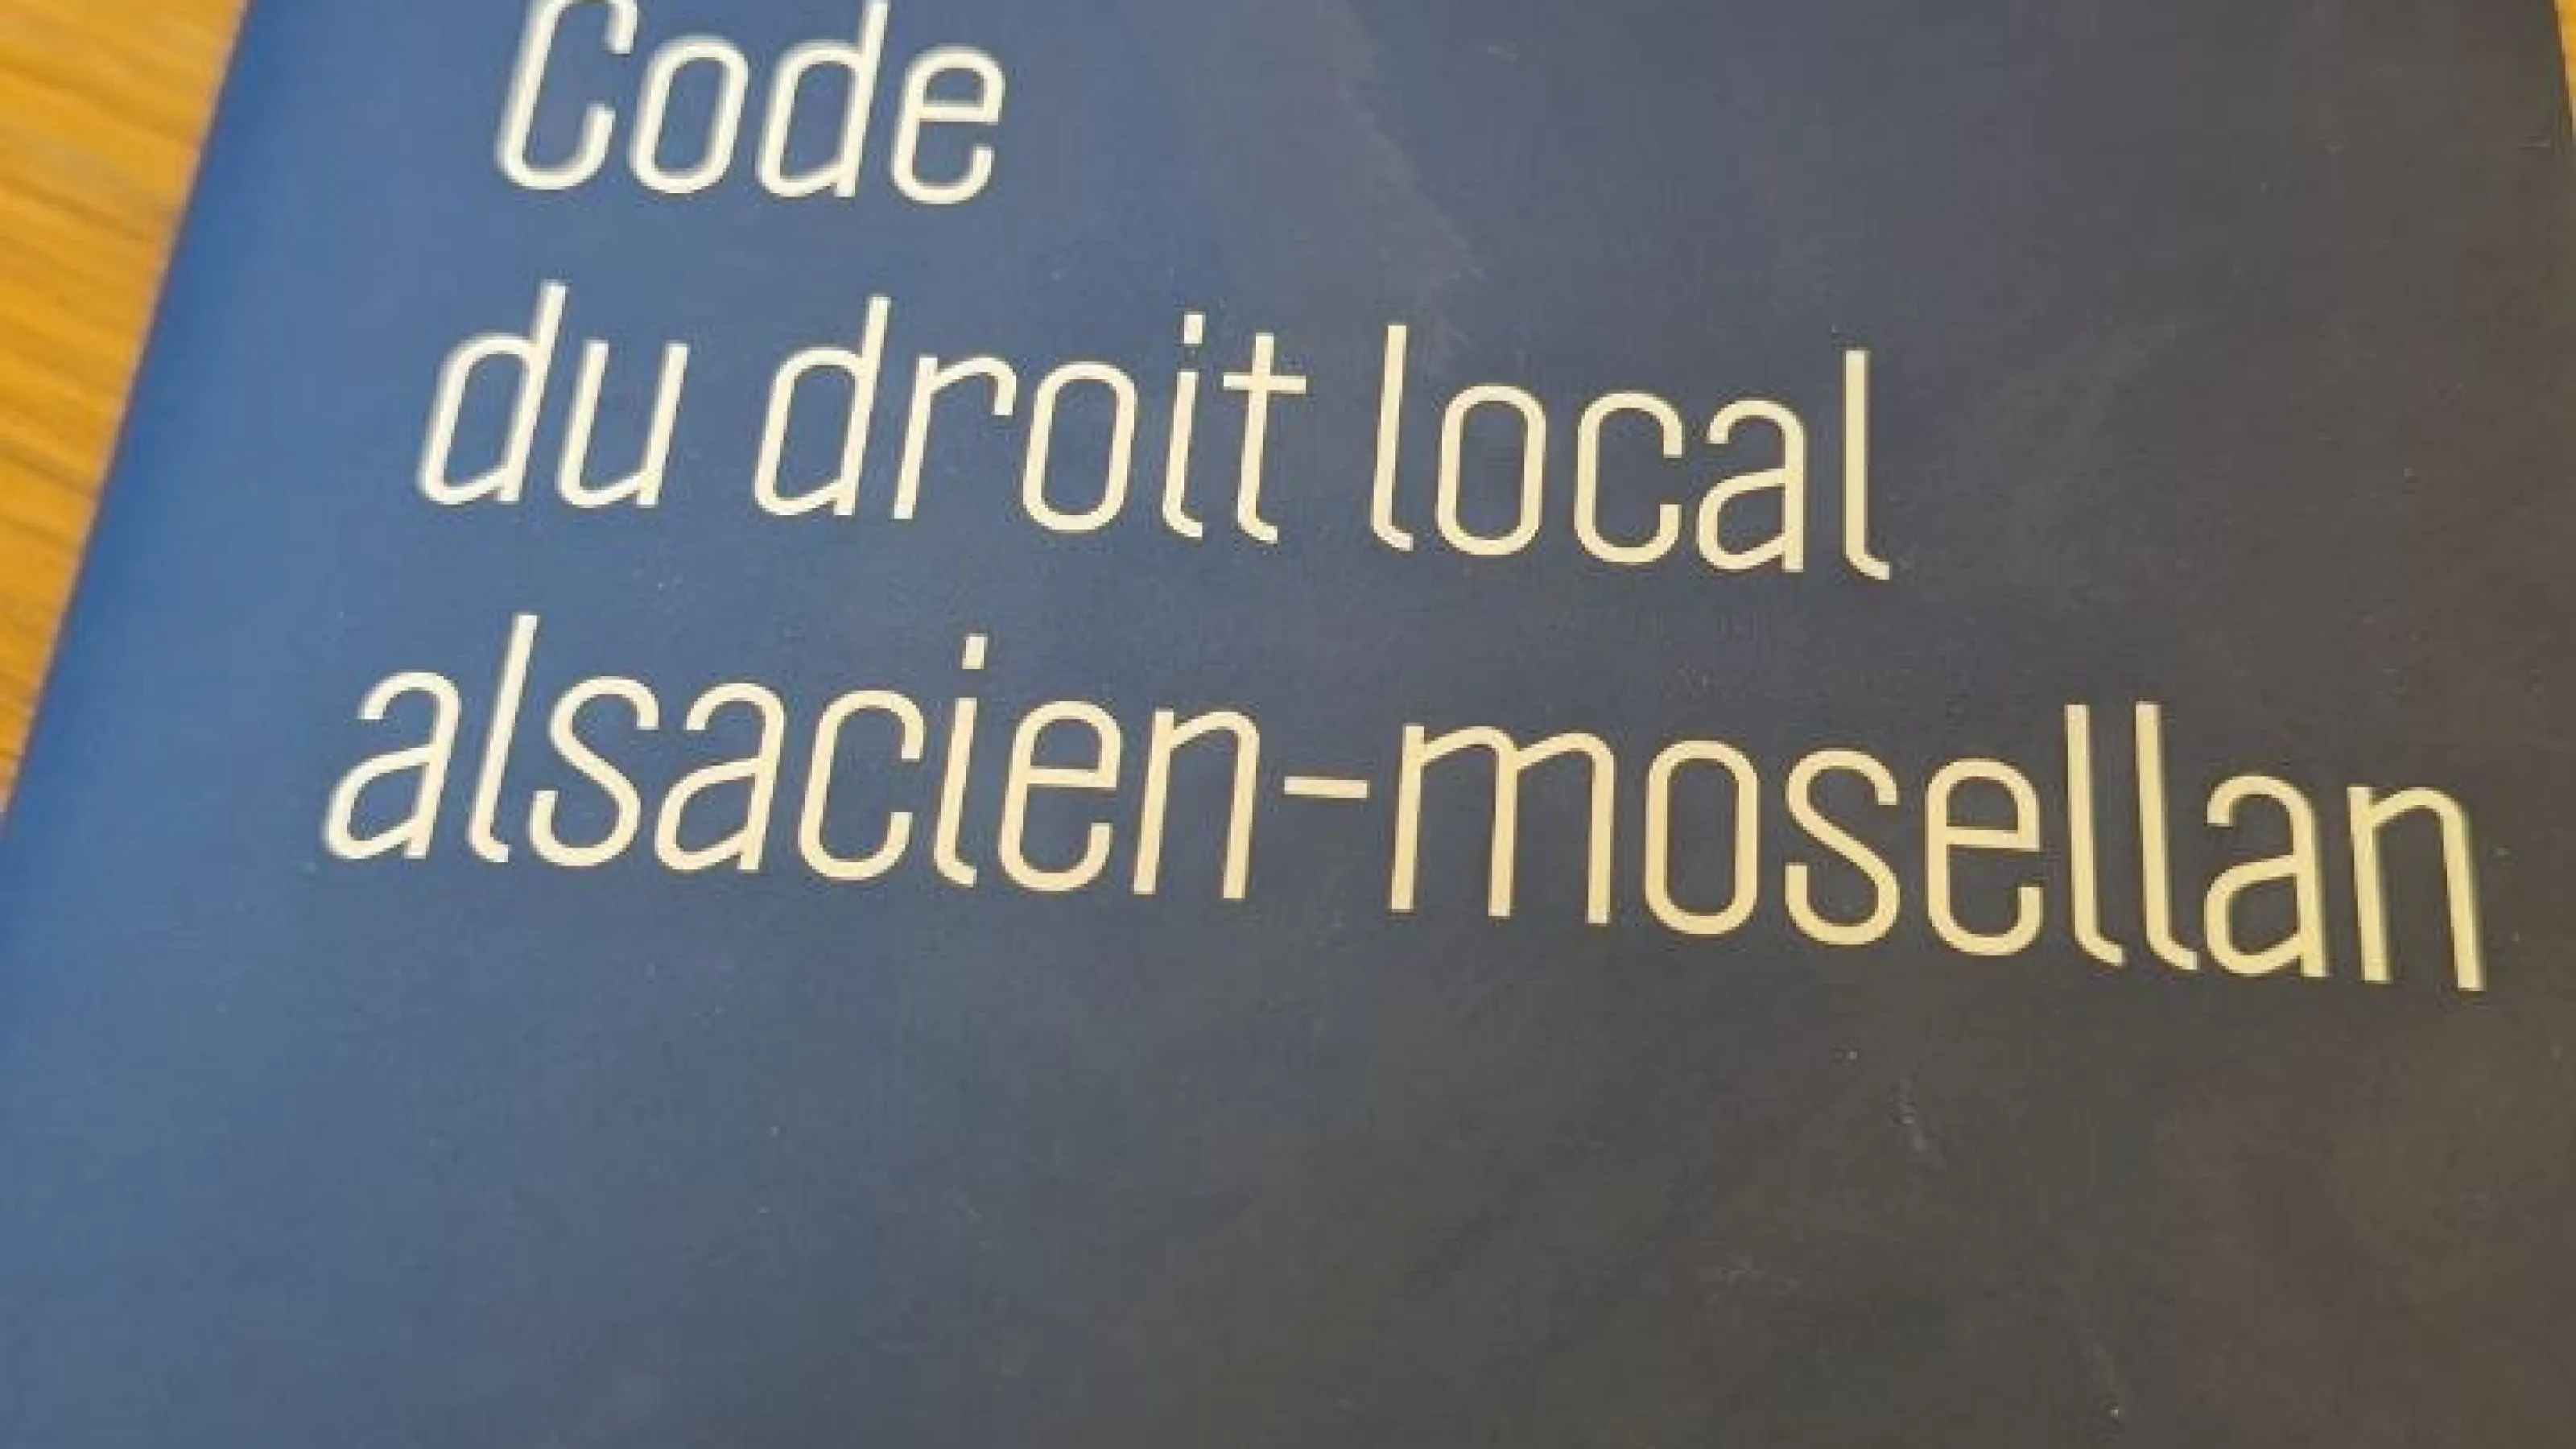 Code
du droit local
alsacien-mosellan